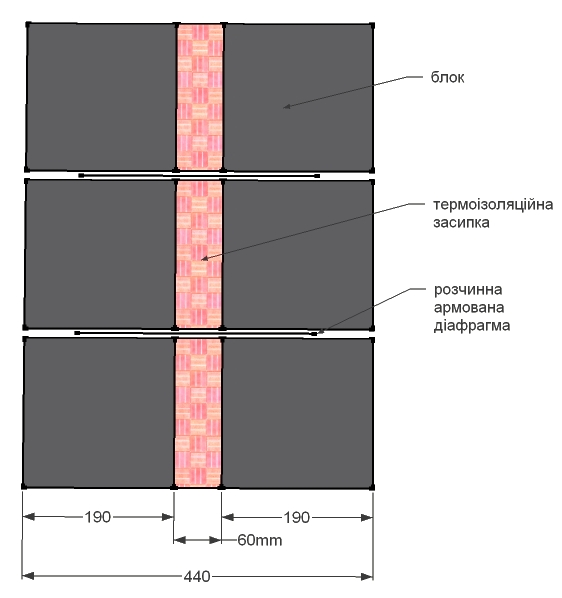 блок
термоізоляційна
засипка
розчинна
армована
діафрагма
190
190
60mm
440